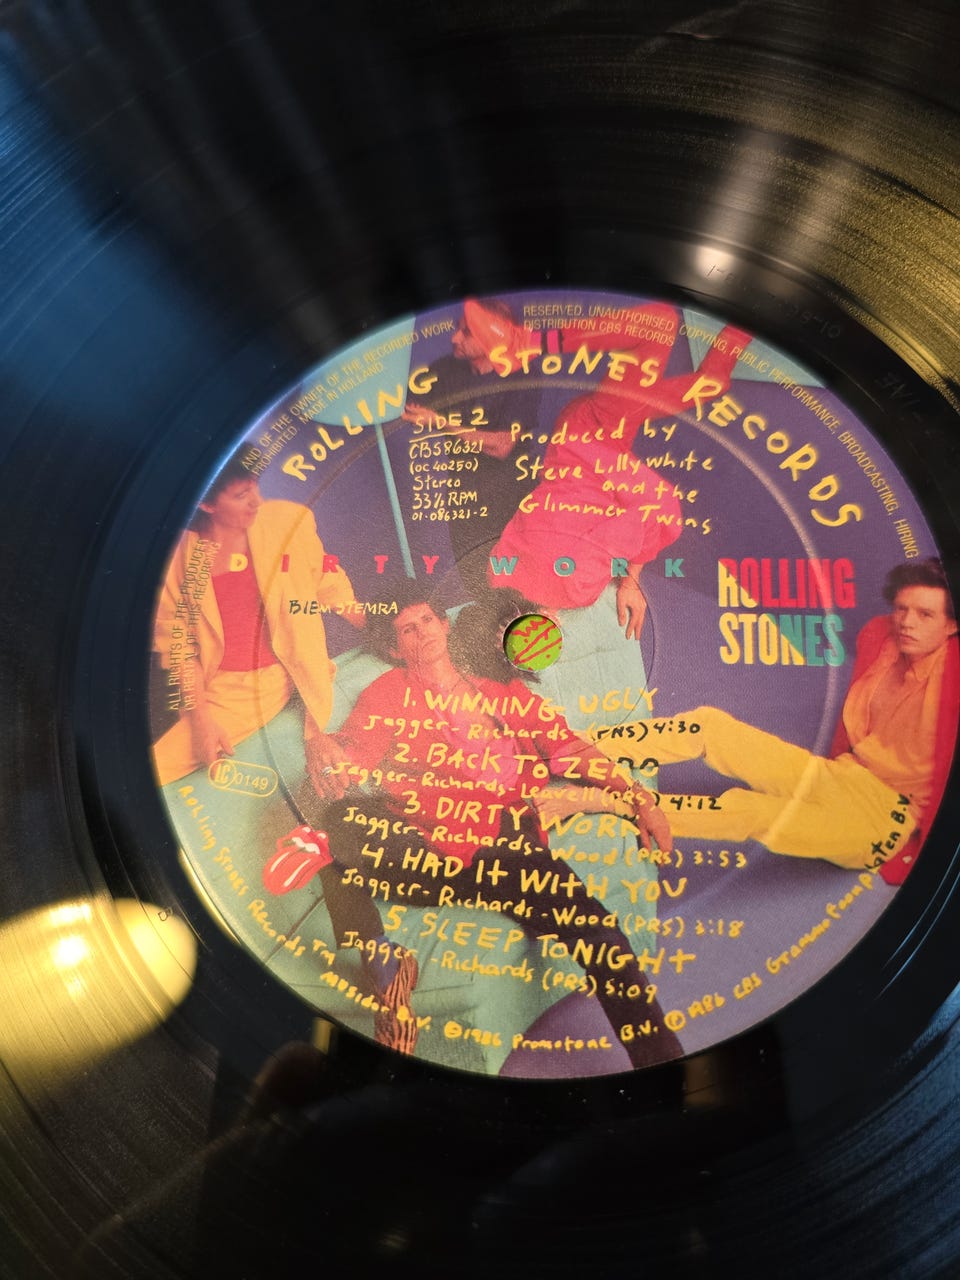 ALL RIGHTS OF THE PRODUCER AND OF THE OWNER OF THE RECORDED WORK RESERVED. UNAUTHORISED COPYING, PUBLIC PERFORMANCE, BROADCASTING, HIRING
OR RENTAL OF THIS RECORDING PROHIBITED. MADE IN HOLLAND. DISTRIBUTION CBS RECORDS
ROLLING STONES RECORDS
SIDE 2
CBS86321
(OC 40250)
Stereo
33⅓ RPM
01-086321-2
Produced by
Steve Lillywhite
and the
Glimmer Twins
DIRTY WORK
ROLLING
STONES
BIEM STEMRA
1. WINNING UGLY
Jagger-Richards-(PRS) 4:30
2. BACK TO ZERO
Jagger-Richards-Leavell (PRS) 4:12
3. DIRTY WORK
Jagger-Richards-Wood (PRS) 3:53
4. HAD It WItH YOU
Jagger-Richards-Wood (PRS) 3:18
5. SLEEP TONIGHt
Jagger-Richards (PRS) 5:09
IC 0149
Rolling Stones Records Tm Musidor B.V. ℗1986 Promotone B.V. ©1986 CBS Grammofoonplaten B.V.